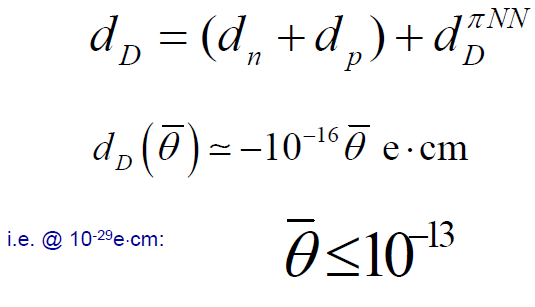 d_D = (d_n + d_p) + d_D^{πNN}
d_D(θ̄) ≃ −10^{−16} θ̄ e·cm
i.e. @ 10^{-29}e·cm: θ̄ ≤ 10^{−13}